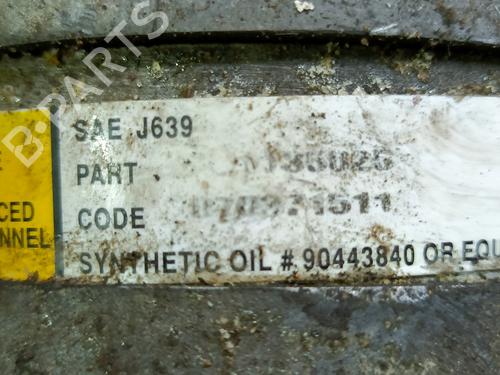 B-PARTS
SAE J639
PART
CODE
CED
NNEL
SYNTHETIC OIL # 90443840 OR EQU